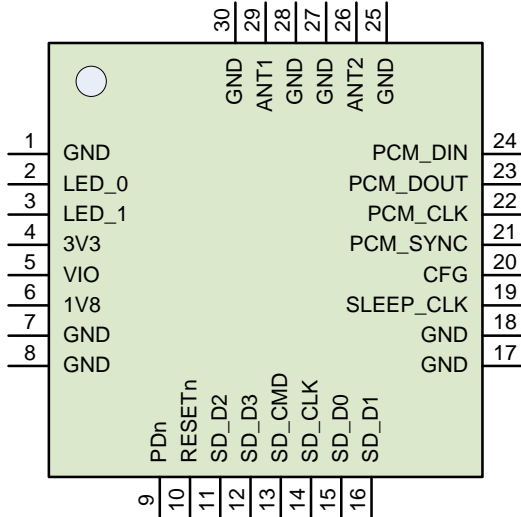 30 29 28 27 26 25
GND ANT1 GND GND ANT2 GND
1 GND PCM_DIN 24
2 LED_0 PCM_DOUT 23
3 LED_1 PCM_CLK 22
4 3V3 PCM_SYNC 21
5 VIO CFG 20
6 1V8 SLEEP_CLK 19
7 GND GND 18
8 GND GND 17
PDn RESETn SD_D2 SD_D3 SD_CMD SD_CLK SD_D0 SD_D1
9 10 11 12 13 14 15 16